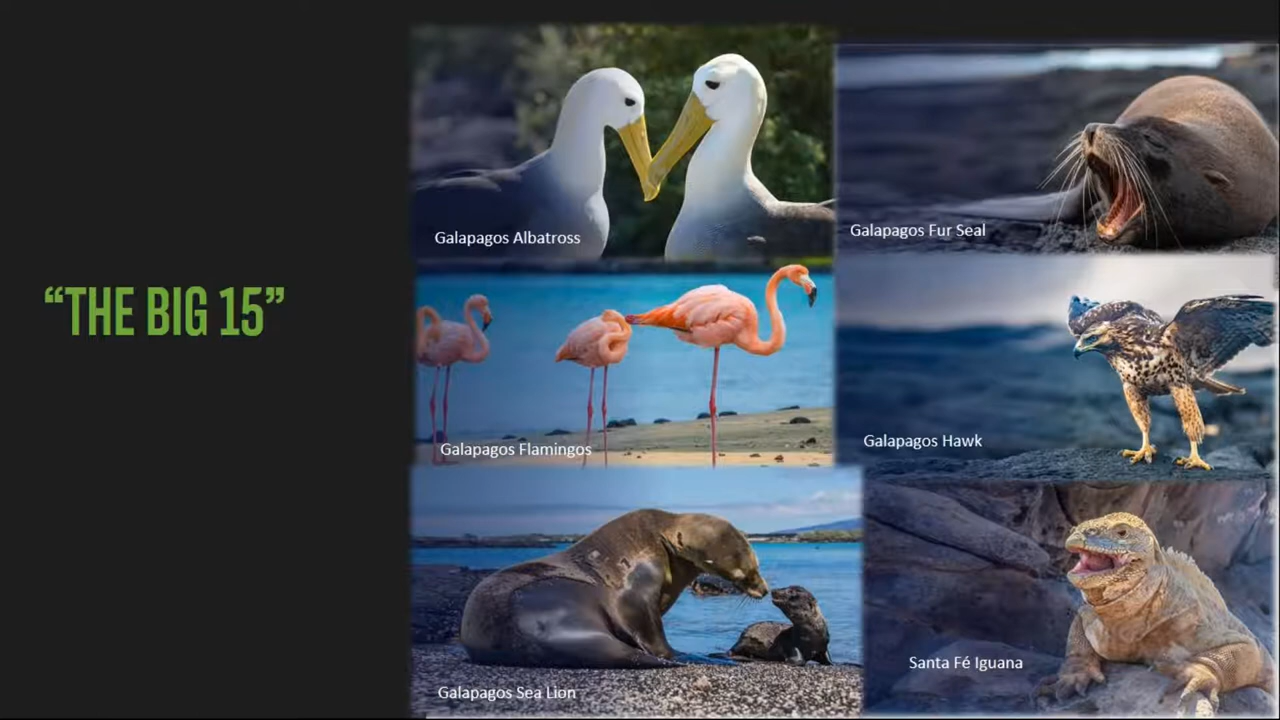 “THE BIG 15”
Galapagos Albatross
Galapagos Fur Seal
Galapagos Flamingos
Galapagos Hawk
Galapagos Sea Lion
Santa Fé Iguana